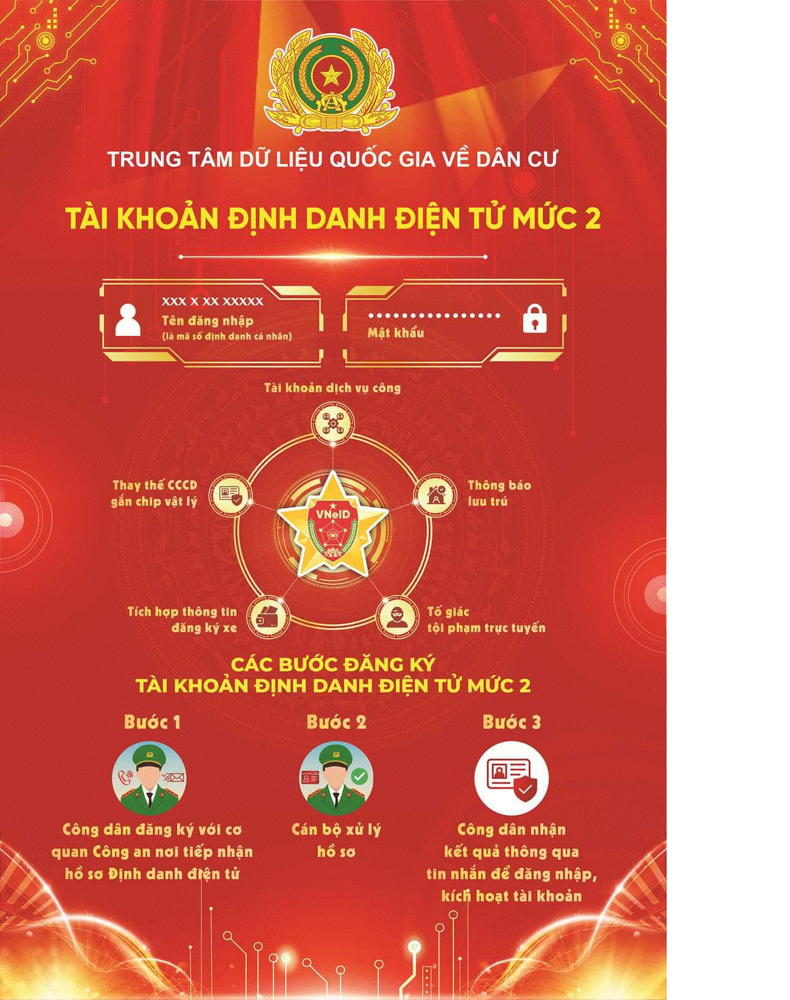 TRUNG TÂM DỮ LIỆU QUỐC GIA VỀ DÂN CƯ
TÀI KHOẢN ĐỊNH DANH ĐIỆN TỬ MỨC 2
XXX X XX XXXXX
Tên đăng nhập
(là mã số định danh cá nhân)
Mật khẩu
Tài khoản dịch vụ công
Thay thế CCCD
gắn chip vật lý
Thông báo
lưu trú
VNeID
Tích hợp thông tin
đăng ký xe
Tố giác
tội phạm trực tuyến
CÁC BƯỚC ĐĂNG KÝ
TÀI KHOẢN ĐỊNH DANH ĐIỆN TỬ MỨC 2
Bước 1
Công dân đăng ký với cơ
quan Công an nơi tiếp nhận
hồ sơ Định danh điện tử
Bước 2
Cán bộ xử lý
hồ sơ
Bước 3
Công dân nhận
kết quả thông qua
tin nhắn để đăng nhập,
kích hoạt tài khoản